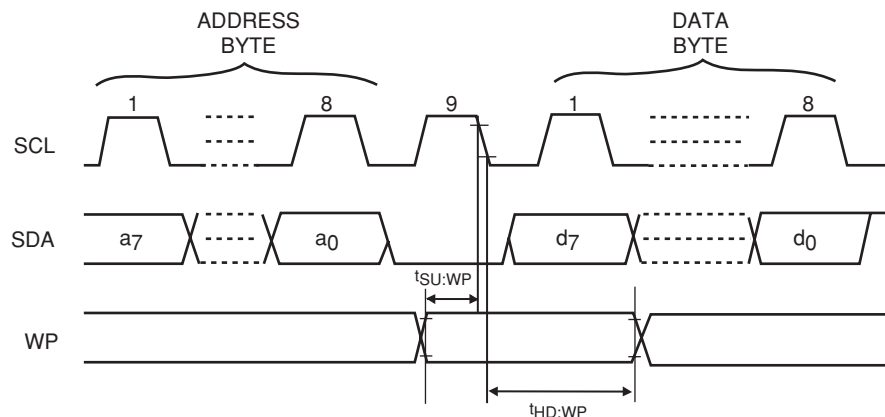 ADDRESS
BYTE
DATA
BYTE
1
8
9
1
8
SCL
SDA
a7
a0
d7
d0
tSU:WP
WP
tHD:WP